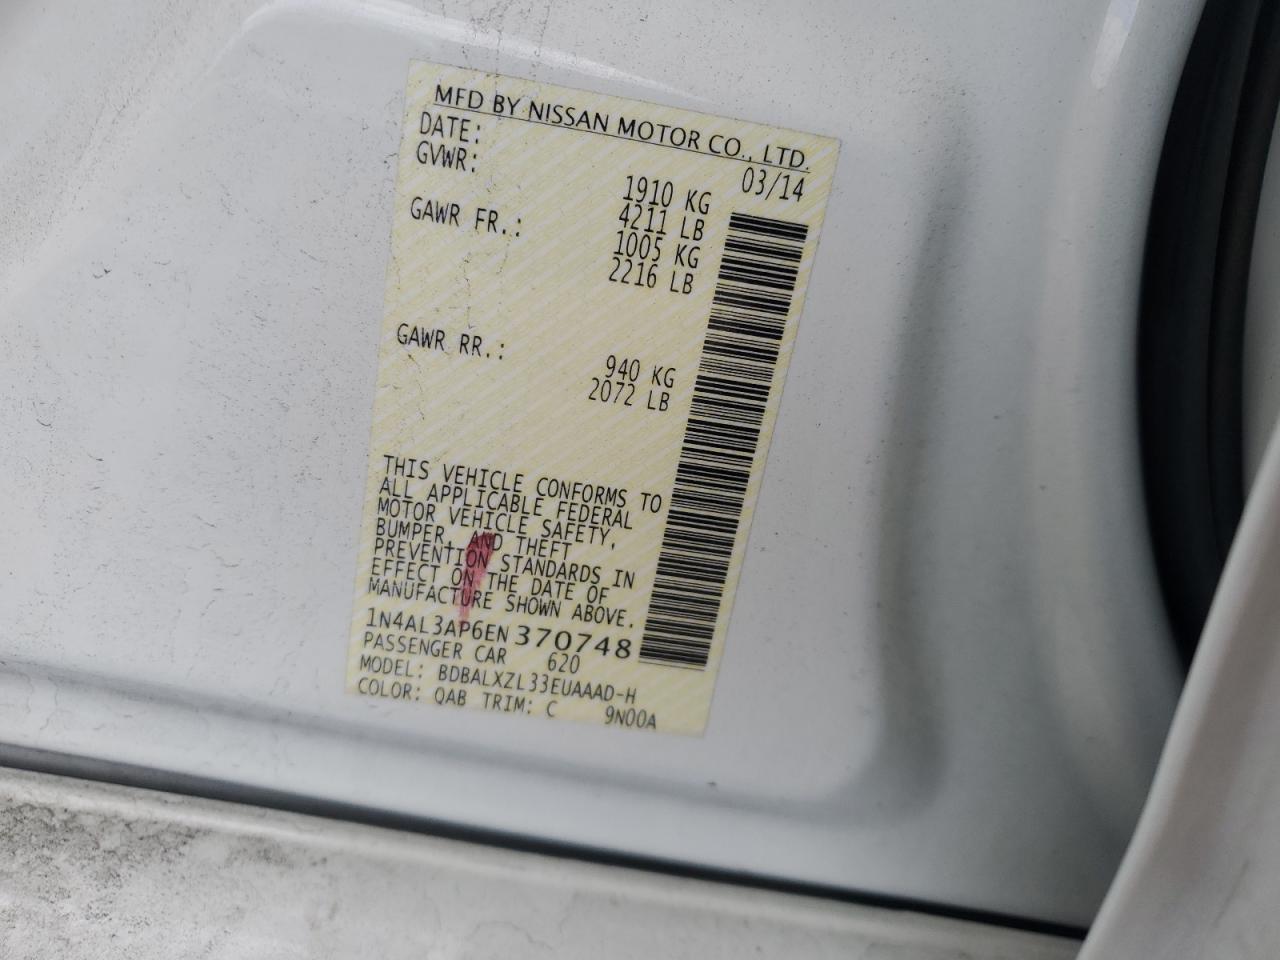 MFD BY NISSAN MOTOR CO., LTD.
DATE: 03/14
GVWR: 1910 KG
4211 LB
GAWR FR.: 1005 KG
2216 LB
GAWR RR.: 940 KG
2072 LB
THIS VEHICLE CONFORMS TO
ALL APPLICABLE FEDERAL
MOTOR VEHICLE SAFETY,
BUMPER, AND THEFT
PREVENTION STANDARDS IN
EFFECT ON THE DATE OF
MANUFACTURE SHOWN ABOVE.
1N4AL3AP6EN370748
PASSENGER CAR 620
MODEL: BDBALXZL33EUAAAD-H
COLOR: QAB TRIM: C 9N00A